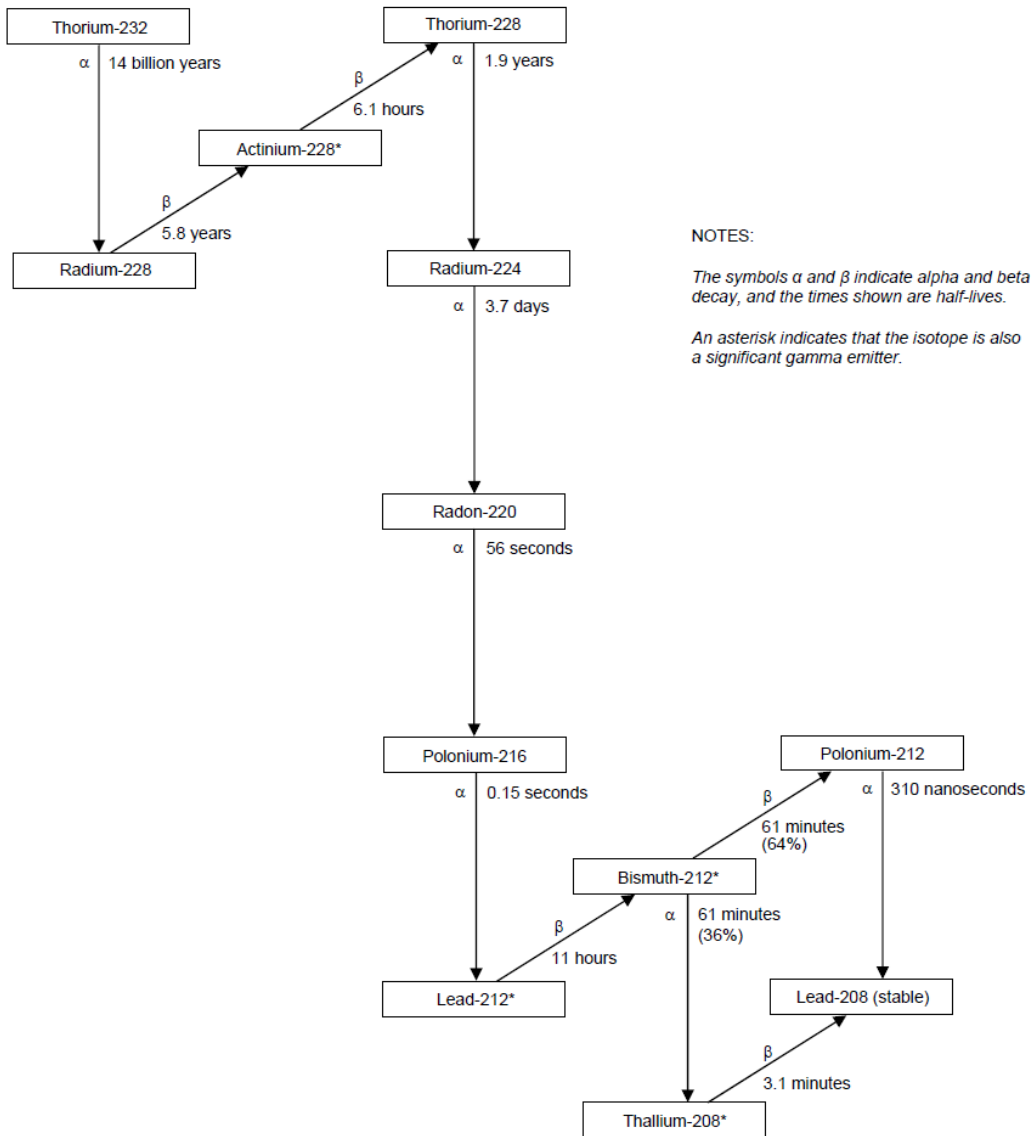 Thorium-232
Thorium-228
α 14 billion years
α 1.9 years
β
6.1 hours
Actinium-228*
β
5.8 years
Radium-228
Radium-224
NOTES:
The symbols α and β indicate alpha and beta
decay, and the times shown are half-lives.
An asterisk indicates that the isotope is also
a significant gamma emitter.
α 3.7 days
Radon-220
α 56 seconds
Polonium-216
Polonium-212
α 0.15 seconds
α 310 nanoseconds
β
61 minutes
(64%)
Bismuth-212*
α 61 minutes
(36%)
β
11 hours
Lead-212*
Lead-208 (stable)
β
3.1 minutes
Thallium-208*